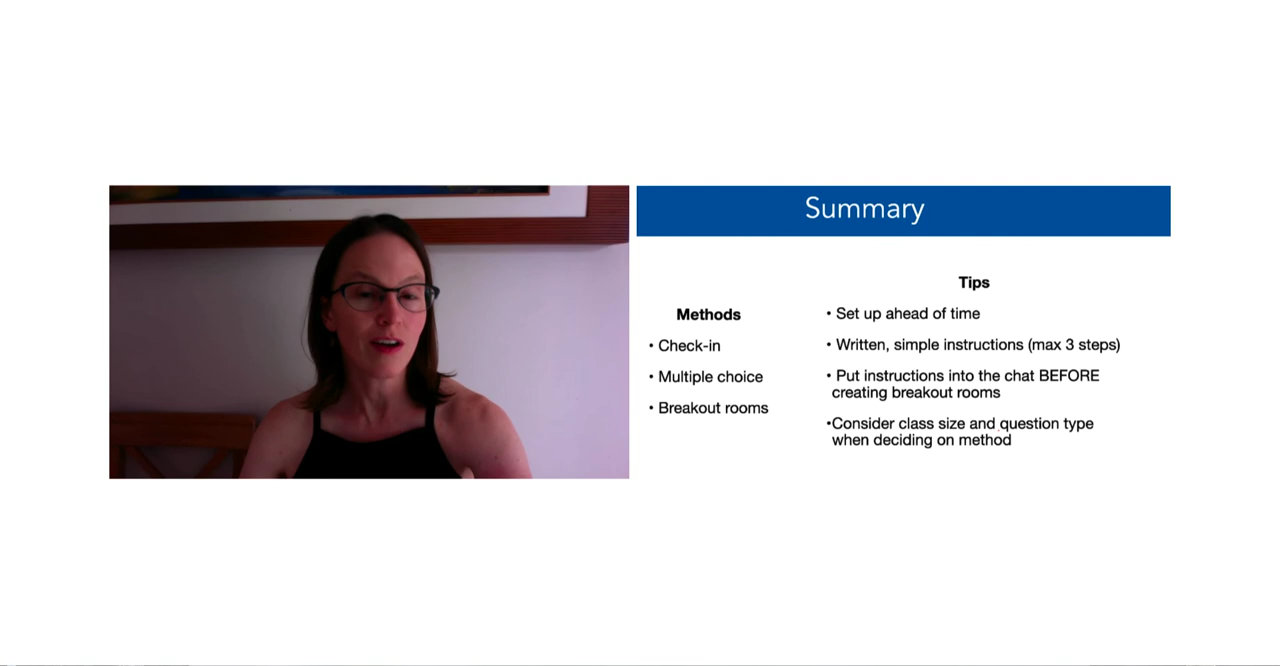 Summary
Methods
• Check-in
• Multiple choice
• Breakout rooms
Tips
• Set up ahead of time
• Written, simple instructions (max 3 steps)
• Put instructions into the chat BEFORE
creating breakout rooms
•Consider class size and question type
when deciding on method